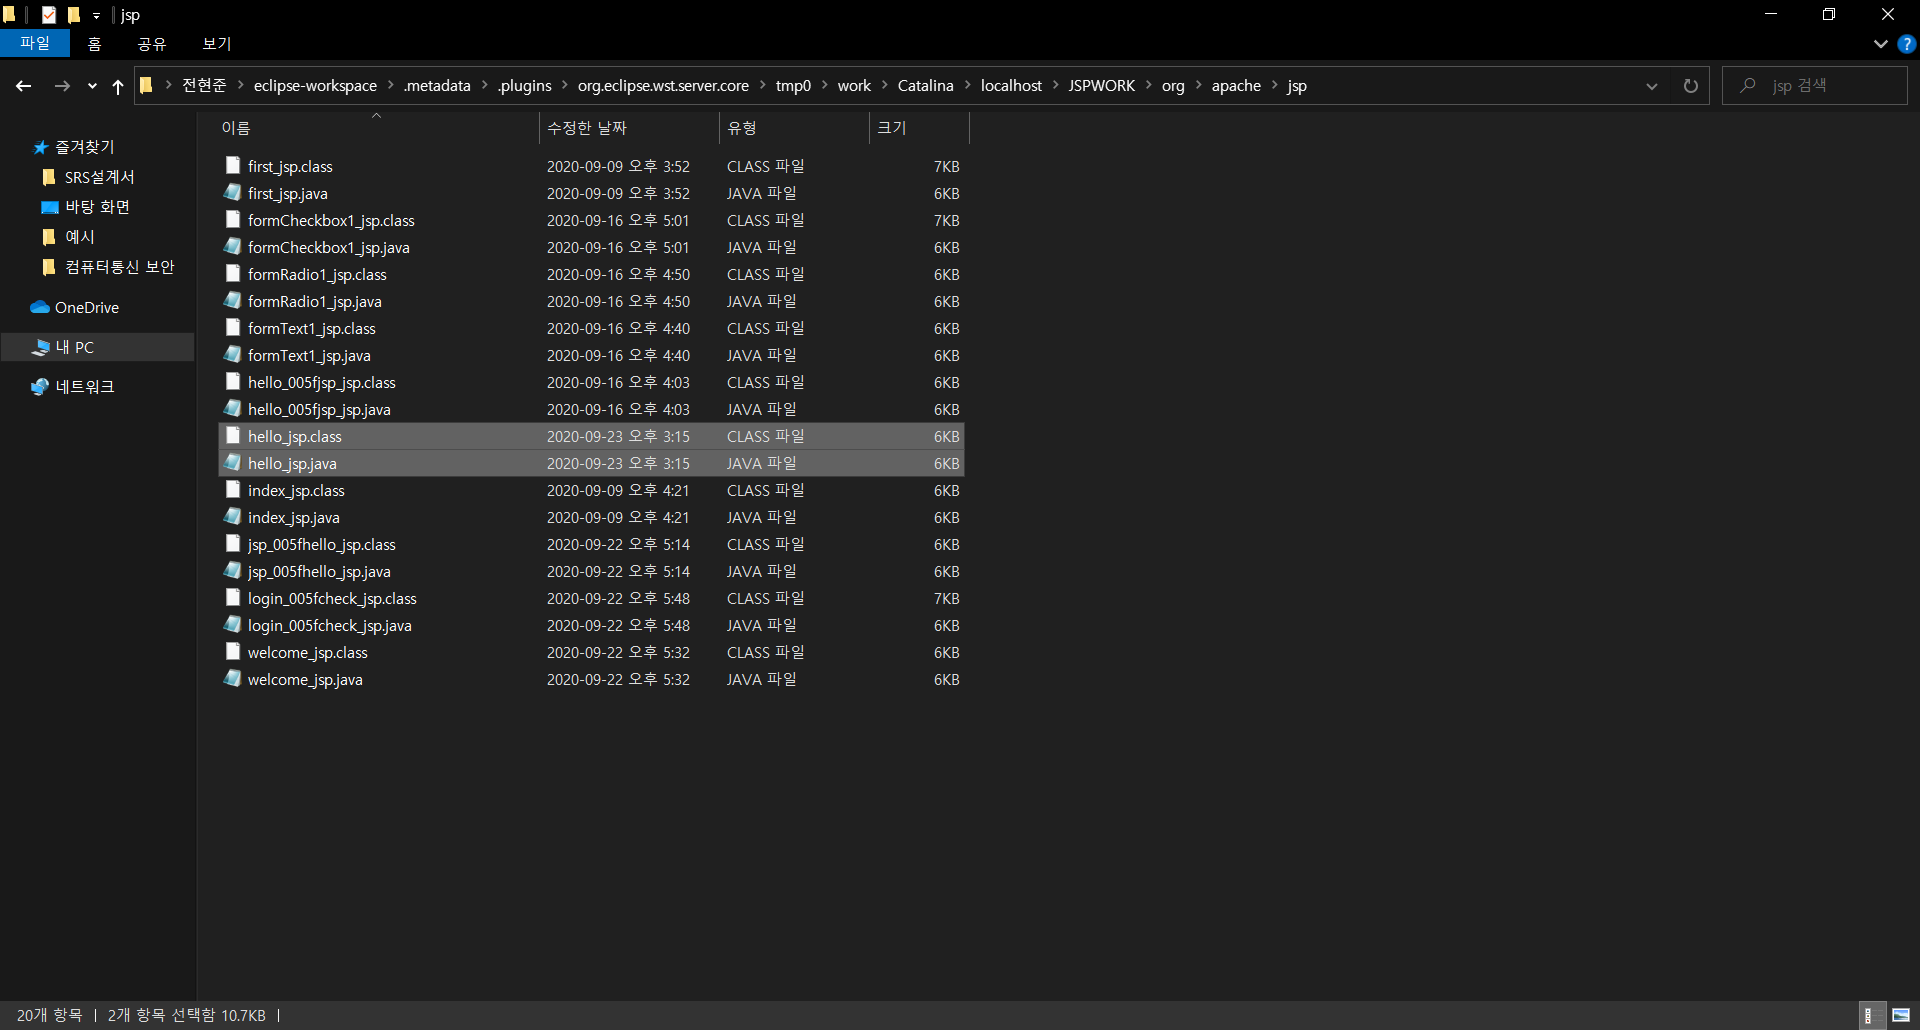 jsp
파일 홈 공유 보기
전현준 eclipse-workspace .metadata .plugins org.eclipse.wst.server.core tmp0 work Catalina localhost JSPWORK org apache jsp
jsp 검색
즐겨찾기
SRS설계서
바탕 화면
예시
컴퓨터통신 보안
OneDrive
내 PC
네트워크
이름 수정한 날짜 유형 크기
first_jsp.class 2020-09-09 오후 3:52 CLASS 파일 7KB
first_jsp.java 2020-09-09 오후 3:52 JAVA 파일 6KB
formCheckbox1_jsp.class 2020-09-16 오후 5:01 CLASS 파일 7KB
formCheckbox1_jsp.java 2020-09-16 오후 5:01 JAVA 파일 6KB
formRadio1_jsp.class 2020-09-16 오후 4:50 CLASS 파일 6KB
formRadio1_jsp.java 2020-09-16 오후 4:50 JAVA 파일 6KB
formText1_jsp.class 2020-09-16 오후 4:40 CLASS 파일 6KB
formText1_jsp.java 2020-09-16 오후 4:40 JAVA 파일 6KB
hello_005fjsp_jsp.class 2020-09-16 오후 4:03 CLASS 파일 6KB
hello_005fjsp_jsp.java 2020-09-16 오후 4:03 JAVA 파일 6KB
hello_jsp.class 2020-09-23 오후 3:15 CLASS 파일 6KB
hello_jsp.java 2020-09-23 오후 3:15 JAVA 파일 6KB
index_jsp.class 2020-09-09 오후 4:21 CLASS 파일 6KB
index_jsp.java 2020-09-09 오후 4:21 JAVA 파일 6KB
jsp_005fhello_jsp.class 2020-09-22 오후 5:14 CLASS 파일 6KB
jsp_005fhello_jsp.java 2020-09-22 오후 5:14 JAVA 파일 6KB
login_005fcheck_jsp.class 2020-09-22 오후 5:48 CLASS 파일 7KB
login_005fcheck_jsp.java 2020-09-22 오후 5:48 JAVA 파일 6KB
welcome_jsp.class 2020-09-22 오후 5:32 CLASS 파일 6KB
welcome_jsp.java 2020-09-22 오후 5:32 JAVA 파일 6KB
20개 항목 | 2개 항목 선택함 10.7KB |